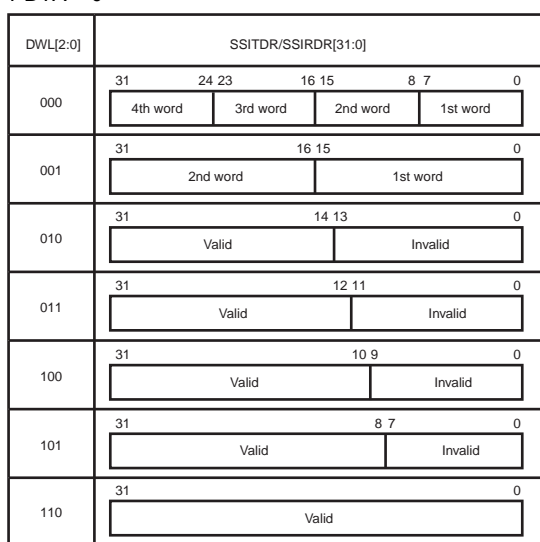 DWL[2:0] SSITDR/SSIRDR[31:0]
31 24 23 16 15 8 7 0
000 4th word 3rd word 2nd word 1st word
31 16 15 0
001 2nd word 1st word
31 14 13 0
010 Valid Invalid
31 12 11 0
011 Valid Invalid
31 10 9 0
100 Valid Invalid
31 8 7 0
101 Valid Invalid
31 0
110 Valid